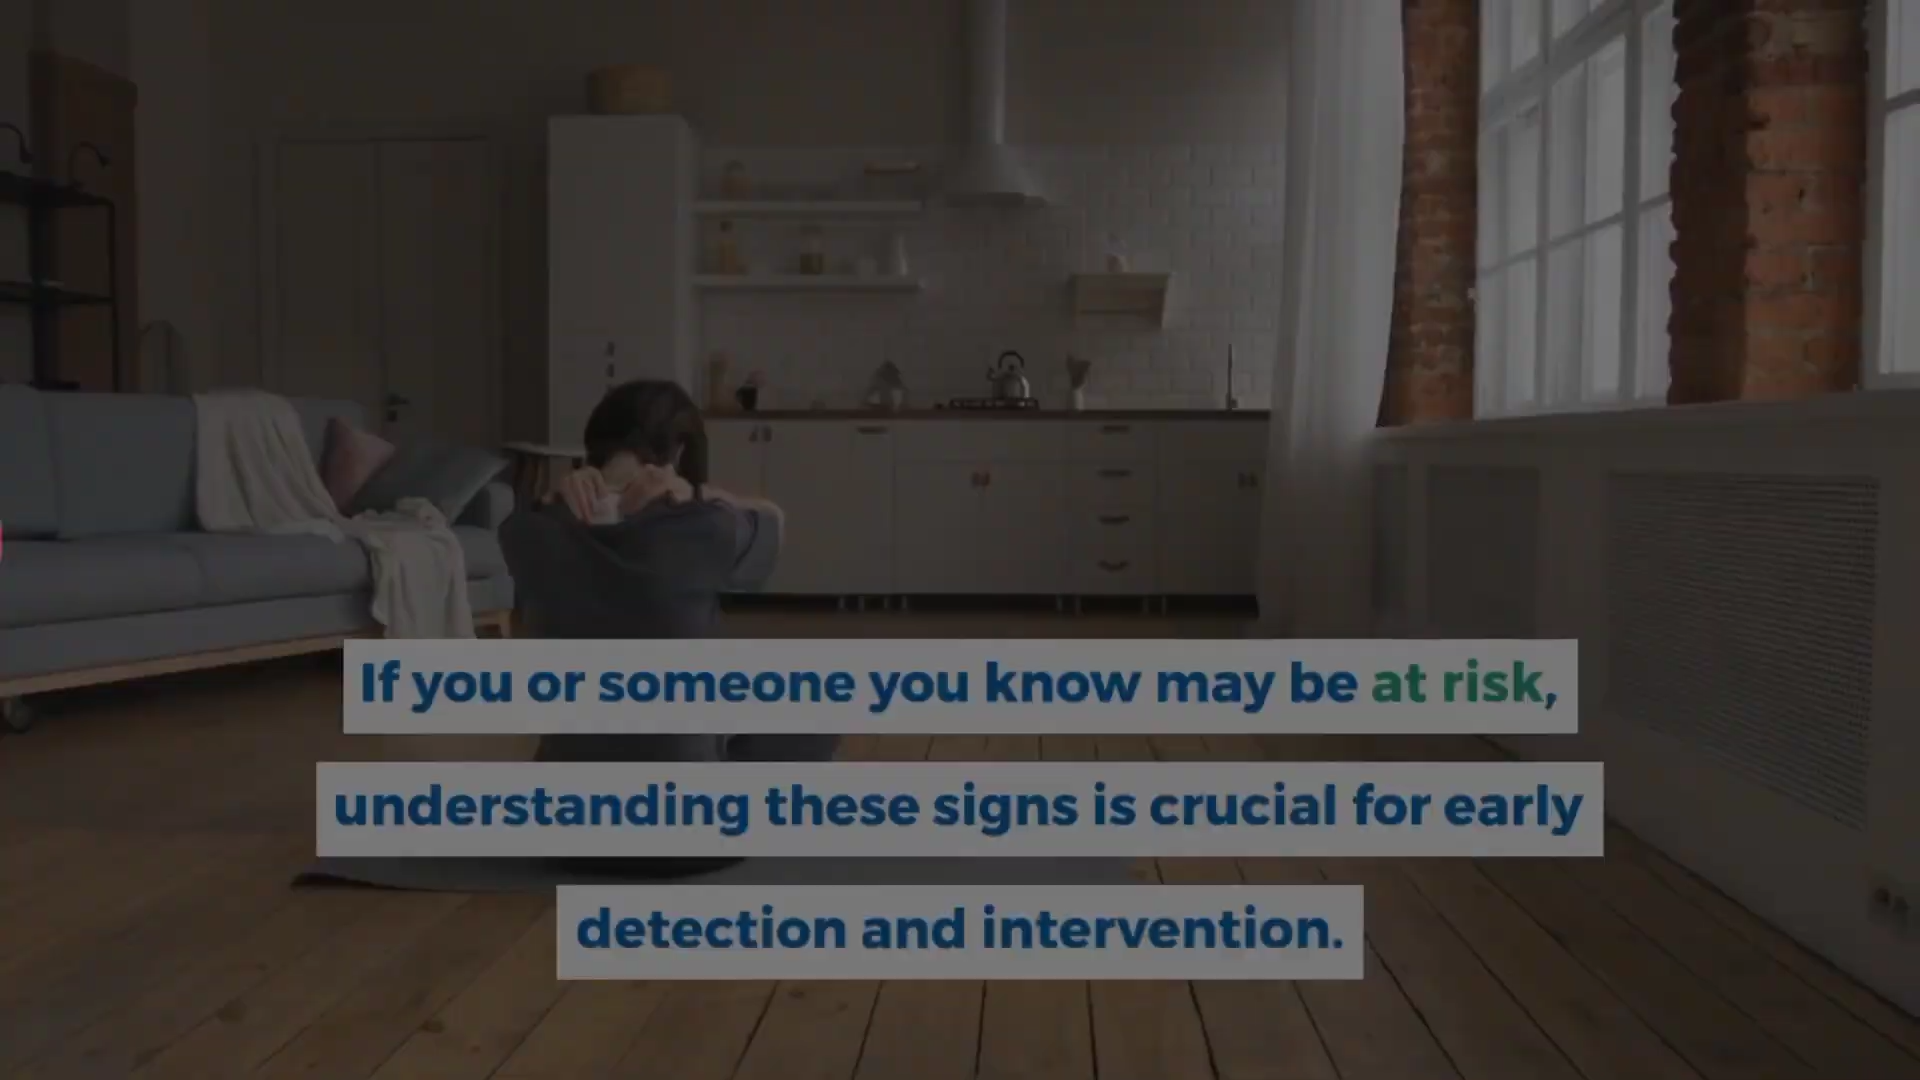 If you or someone you know may be at risk,
understanding these signs is crucial for early
detection and intervention.